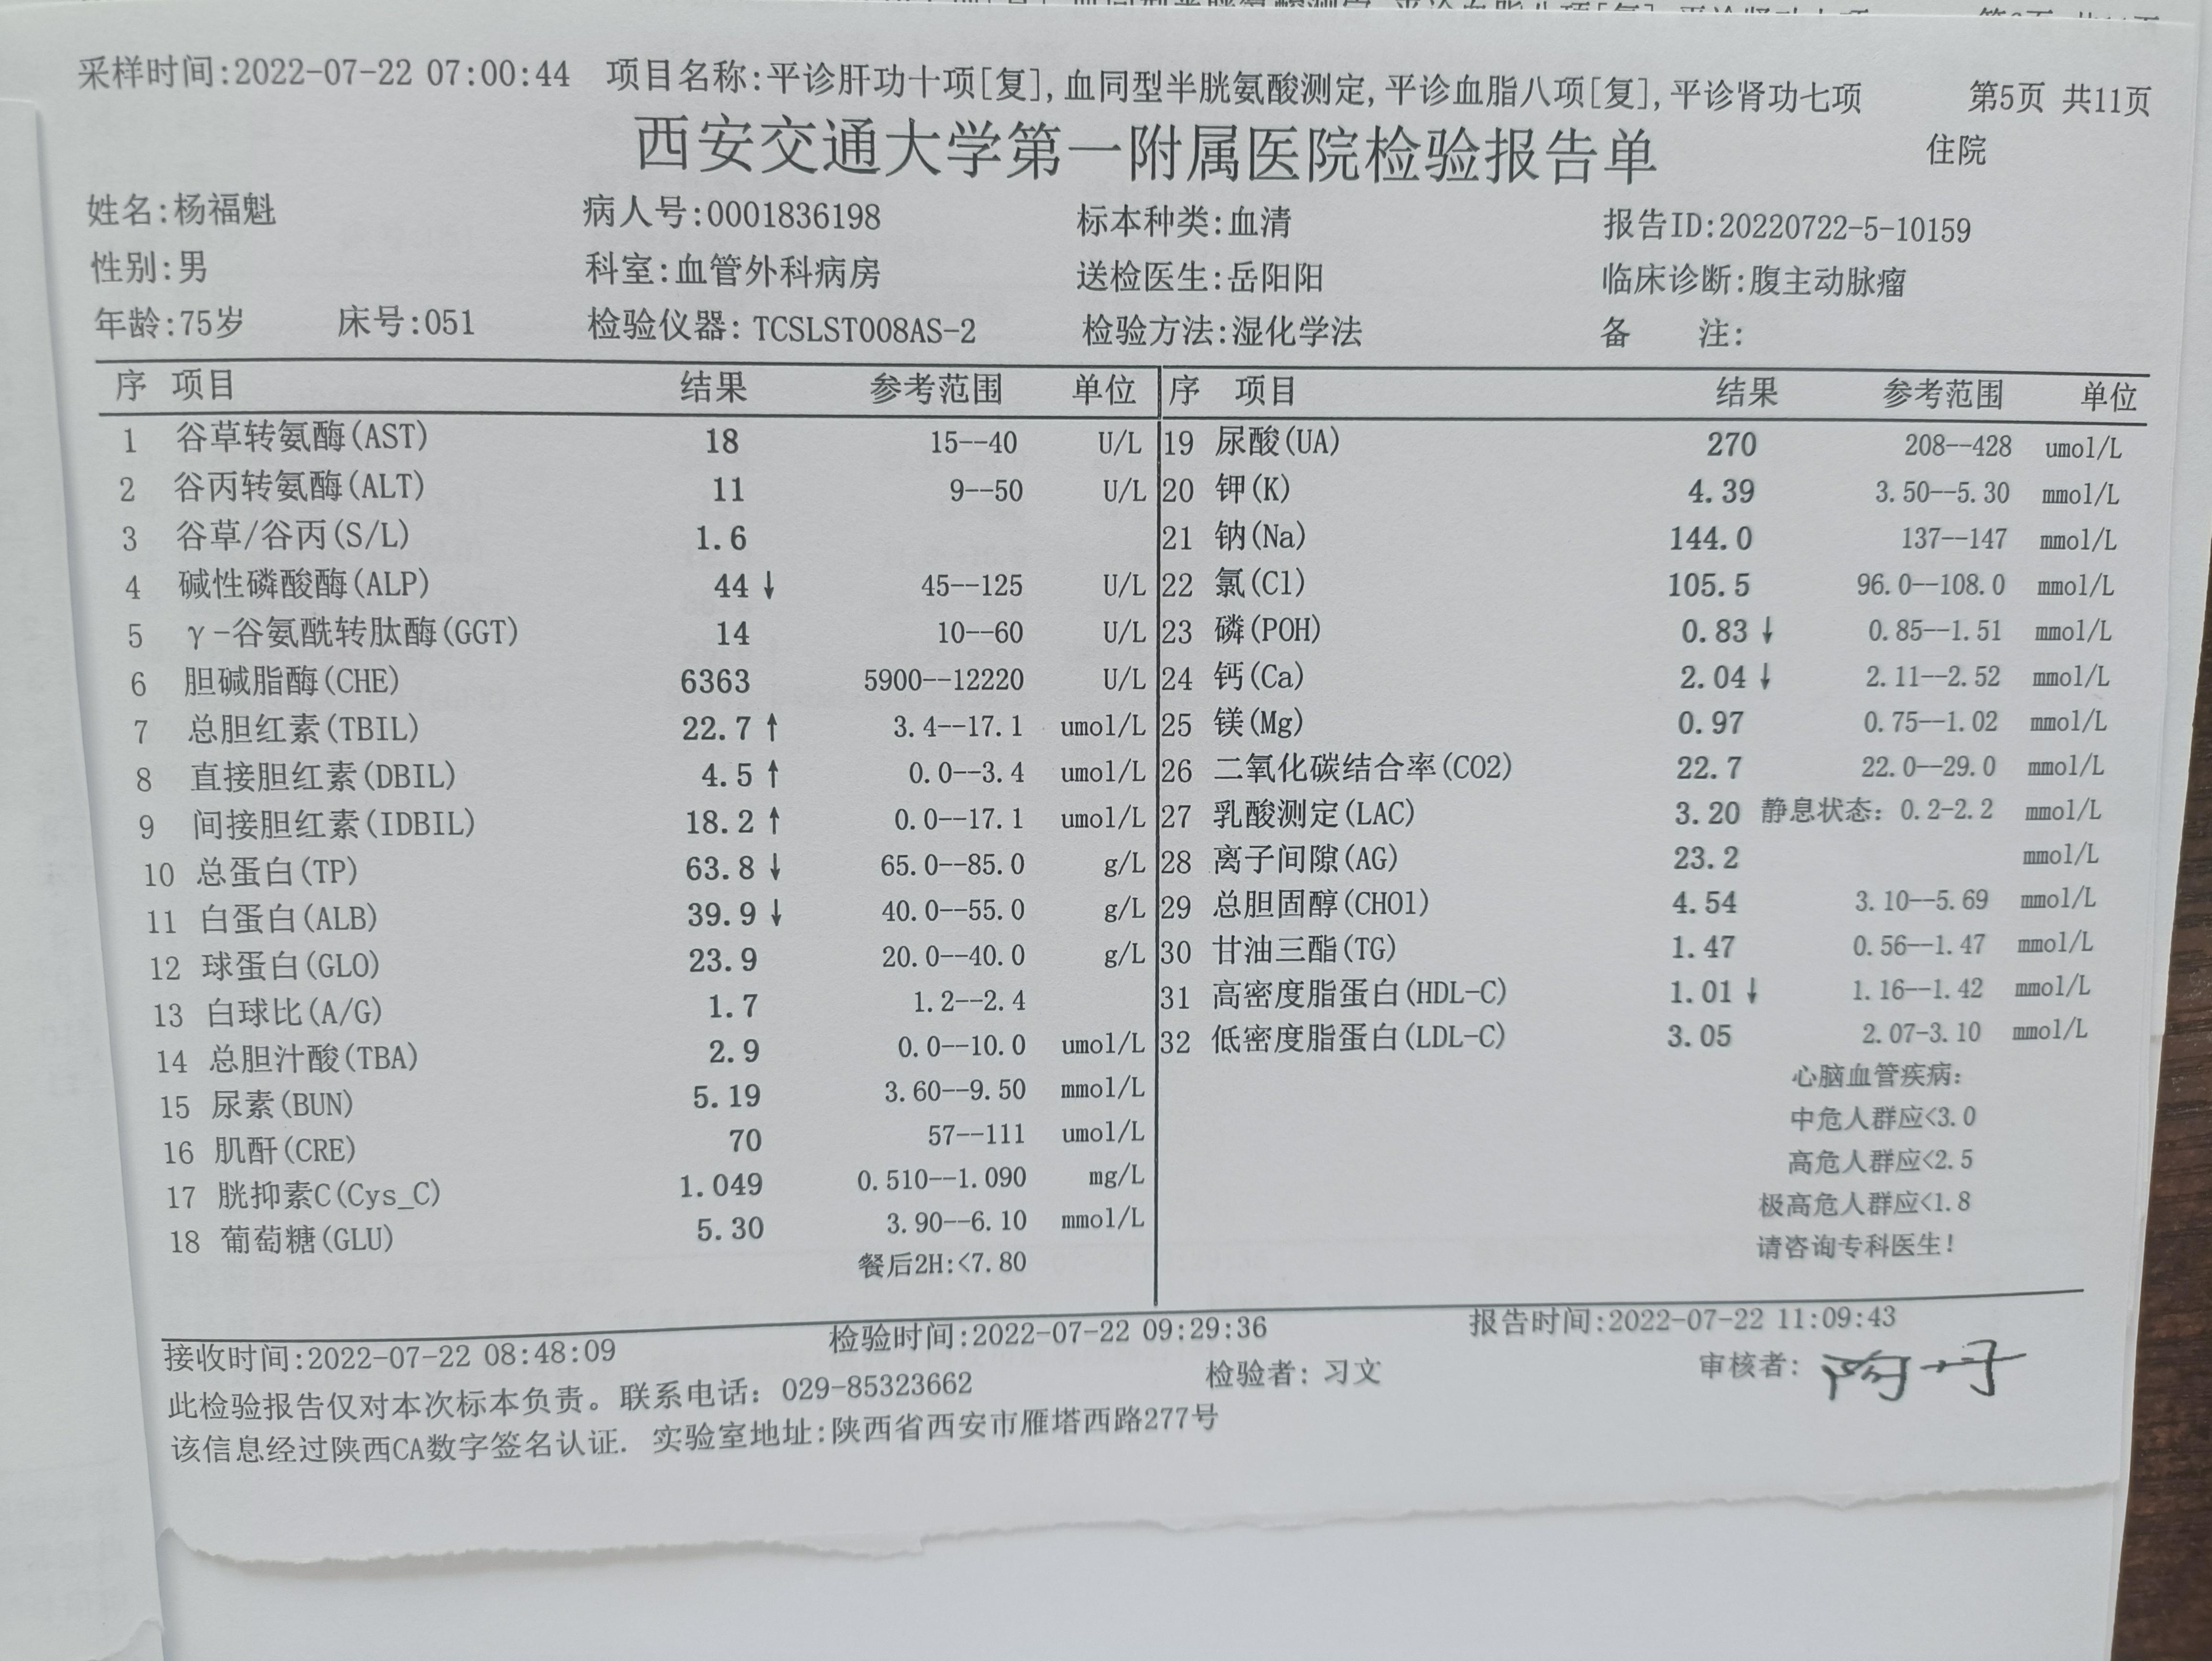 采样时间:2022-07-22 07:00:44 项目名称:平诊肝功十项[复],血同型半胱氨酸测定,平诊血脂八项[复],平诊肾功七项 第5页 共11页
西安交通大学第一附属医院检验报告单 住院
姓名:杨福魁 病人号:0001836198 标本种类:血清 报告ID:20220722-5-10159
性别:男 科室:血管外科病房 送检医生:岳阳阳 临床诊断:腹主动脉瘤
年龄:75岁 床号:051 检验仪器: TCSLST008AS-2 检验方法:湿化学法 备 注:
序 项目 结果 参考范围 单位
1 谷草转氨酶(AST) 18 15--40 U/L
2 谷丙转氨酶(ALT) 11 9--50 U/L
3 谷草/谷丙(S/L) 1.6
4 碱性磷酸酶(ALP) 44↓ 45--125 U/L
5 γ-谷氨酰转肽酶(GGT) 14 10--60 U/L
6 胆碱脂酶(CHE) 6363 5900--12220 U/L
7 总胆红素(TBIL) 22.7↑ 3.4--17.1 umol/L
8 直接胆红素(DBIL) 4.5↑ 0.0--3.4 umol/L
9 间接胆红素(IDBIL) 18.2↑ 0.0--17.1 umol/L
10 总蛋白(TP) 63.8↓ 65.0--85.0 g/L
11 白蛋白(ALB) 39.9↓ 40.0--55.0 g/L
12 球蛋白(GLO) 23.9 20.0--40.0 g/L
13 白球比(A/G) 1.7 1.2--2.4
14 总胆汁酸(TBA) 2.9 0.0--10.0 umol/L
15 尿素(BUN) 5.19 3.60--9.50 mmol/L
16 肌酐(CRE) 70 57--111 umol/L
17 胱抑素C(Cys_C) 1.049 0.510--1.090 mg/L
18 葡萄糖(GLU) 5.30 3.90--6.10 mmol/L
餐后2H:<7.80
序 项目 结果 参考范围 单位
19 尿酸(UA) 270 208--428 umol/L
20 钾(K) 4.39 3.50--5.30 mmol/L
21 钠(Na) 144.0 137--147 mmol/L
22 氯(Cl) 105.5 96.0--108.0 mmol/L
23 磷(POH) 0.83↓ 0.85--1.51 mmol/L
24 钙(Ca) 2.04↓ 2.11--2.52 mmol/L
25 镁(Mg) 0.97 0.75--1.02 mmol/L
26 二氧化碳结合率(CO2) 22.7 22.0--29.0 mmol/L
27 乳酸测定(LAC) 3.20 静息状态: 0.2-2.2 mmol/L
28 离子间隙(AG) 23.2 mmol/L
29 总胆固醇(CHOl) 4.54 3.10--5.69 mmol/L
30 甘油三酯(TG) 1.47 0.56--1.47 mmol/L
31 高密度脂蛋白(HDL-C) 1.01↓ 1.16--1.42 mmol/L
32 低密度脂蛋白(LDL-C) 3.05 2.07-3.10 mmol/L
心脑血管疾病:
中危人群应<3.0
高危人群应<2.5
极高危人群应<1.8
请咨询专科医生!
接收时间:2022-07-22 08:48:09 检验时间:2022-07-22 09:29:36 报告时间:2022-07-22 11:09:43
此检验报告仅对本次标本负责。联系电话: 029-85323662 检验者: 习文 审核者:
该信息经过陕西CA数字签名认证. 实验室地址:陕西省西安市雁塔西路277号